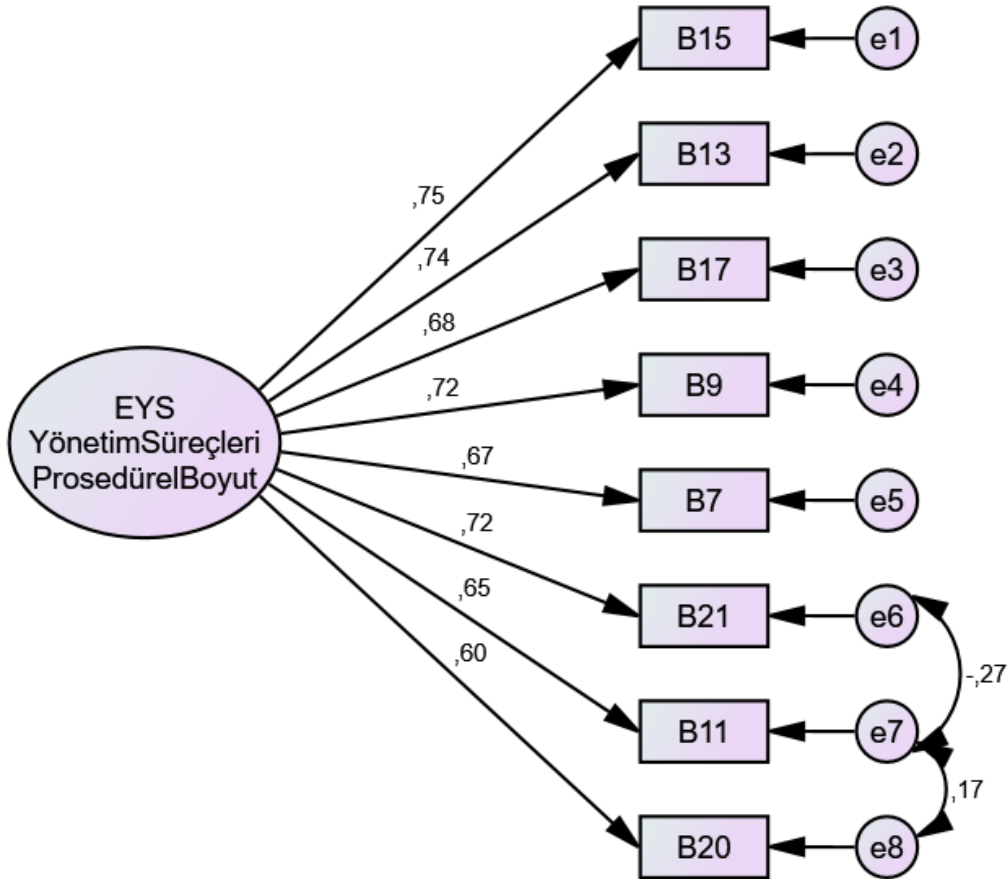 B15
e1
B13
e2
,75
,74
B17
e3
,68
B9
e4
,72
EYS
YönetimSüreçleri
ProsedürelBoyut
,67
B7
e5
,72
,65
B21
e6
,60
-,27
B11
e7
,17
B20
e8